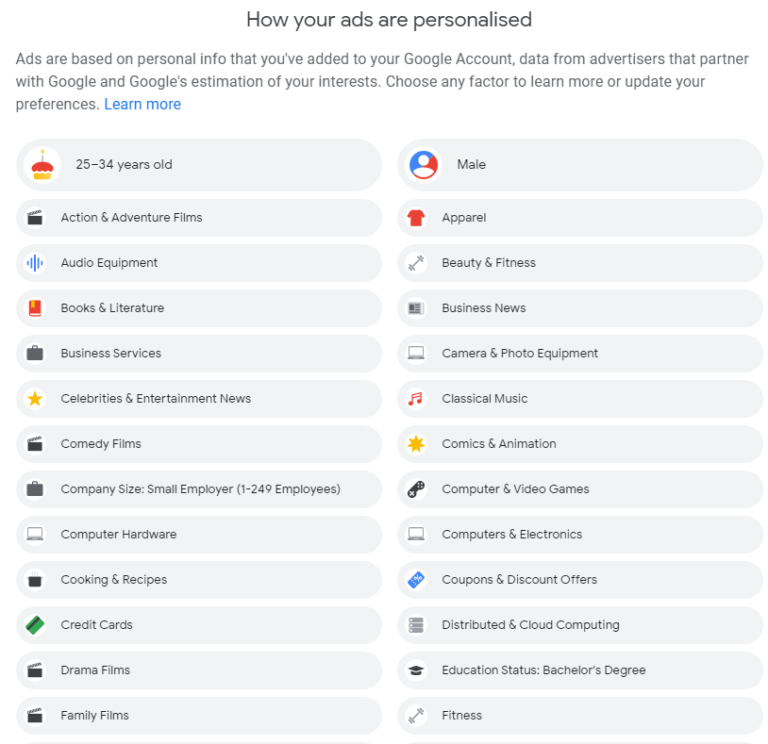 How your ads are personalised
Ads are based on personal info that you've added to your Google Account, data from advertisers that partner
with Google and Google's estimation of your interests. Choose any factor to learn more or update your
preferences. Learn more
25–34 years old
Male
Action & Adventure Films
Apparel
Audio Equipment
Beauty & Fitness
Books & Literature
Business News
Business Services
Camera & Photo Equipment
Celebrities & Entertainment News
Classical Music
Comedy Films
Comics & Animation
Company Size: Small Employer (1-249 Employees)
Computer & Video Games
Computer Hardware
Computers & Electronics
Cooking & Recipes
Coupons & Discount Offers
Credit Cards
Distributed & Cloud Computing
Drama Films
Education Status: Bachelor's Degree
Family Films
Fitness